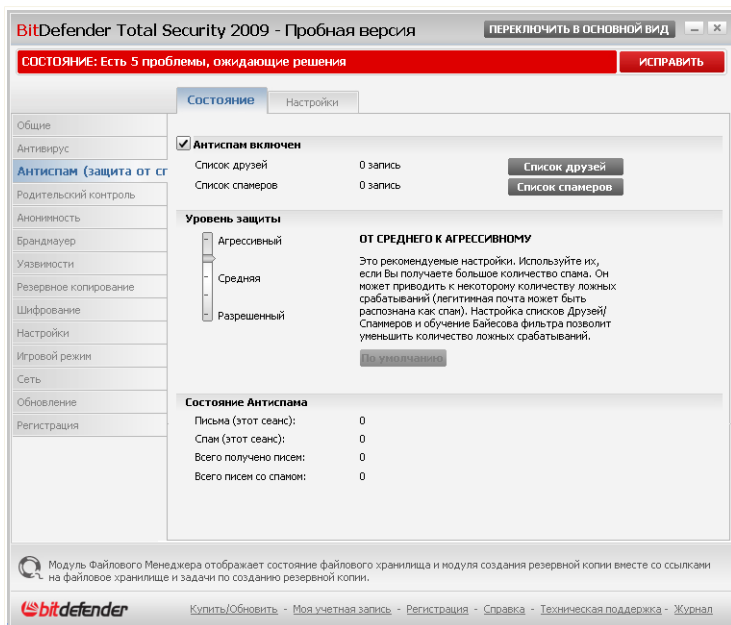 BitDefender Total Security 2009 - Пробная версия
ПЕРЕКЛЮЧИТЬ В ОСНОВНОЙ ВИД
СОСТОЯНИЕ: Есть 5 проблемы, ожидающие решения
ИСПРАВИТЬ
Состояние
Настройки
Общие
Антивирус
Антиспам (защита от сп
Родительский контроль
Анонимность
Брандмауер
Уязвимости
Резервное копирование
Шифрование
Настройки
Игровой режим
Сеть
Обновление
Регистрация
Антиспам включен
Список друзей 0 запись Список друзей
Список спамеров 0 запись Список спамеров
Уровень защиты
Агрессивный
Средняя
Разрешенный
ОТ СРЕДНЕГО К АГРЕССИВНОМУ
Это рекомендуемые настройки. Используйте их,
если Вы получаете большое количество спама. Он
может приводить к некоторому количеству ложных
срабатываний (легитимная почта может быть
распознана как спам). Настройка списков Друзей/
Спаммеров и обучение Байесова фильтра позволит
уменьшить количество ложных срабатываний.
По умолчанию
Состояние Антиспама
Письма (этот сеанс): 0
Спам (этот сеанс): 0
Всего получено писем: 0
Всего писем со спамом: 0
Модуль Файлового Менеджера отображает состояние файлового хранилища и модуля создания резервной копии вместе со ссылками
на файловое хранилище и задачи по созданию резервной копии.
bitdefender
Купить/Обновить - Моя учетная запись - Регистрация - Справка - Техническая поддержка - Журнал